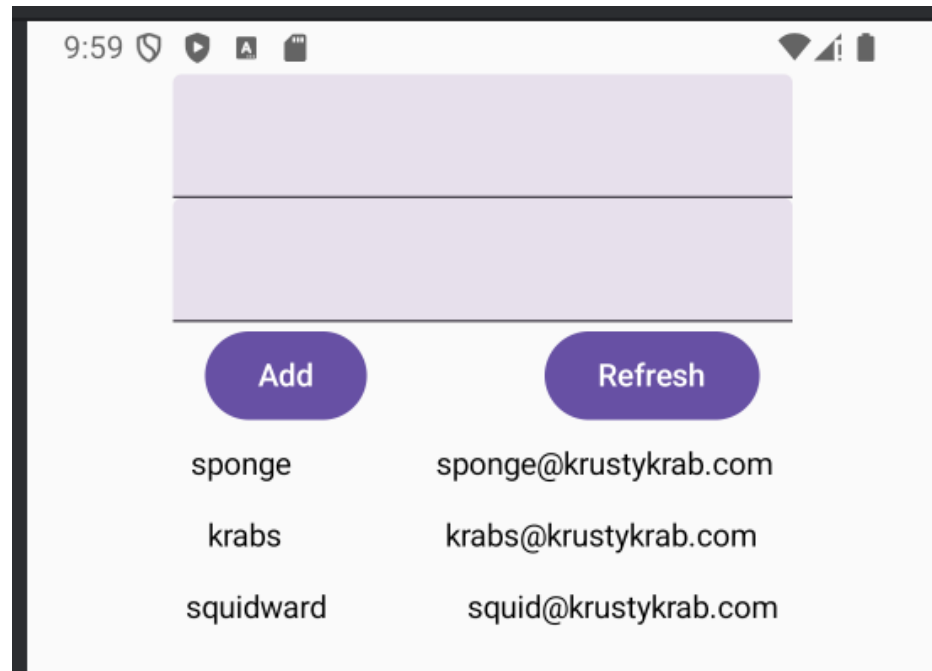 9:59
Add Refresh
sponge sponge@krustykrab.com
krabs krabs@krustykrab.com
squidward squid@krustykrab.com